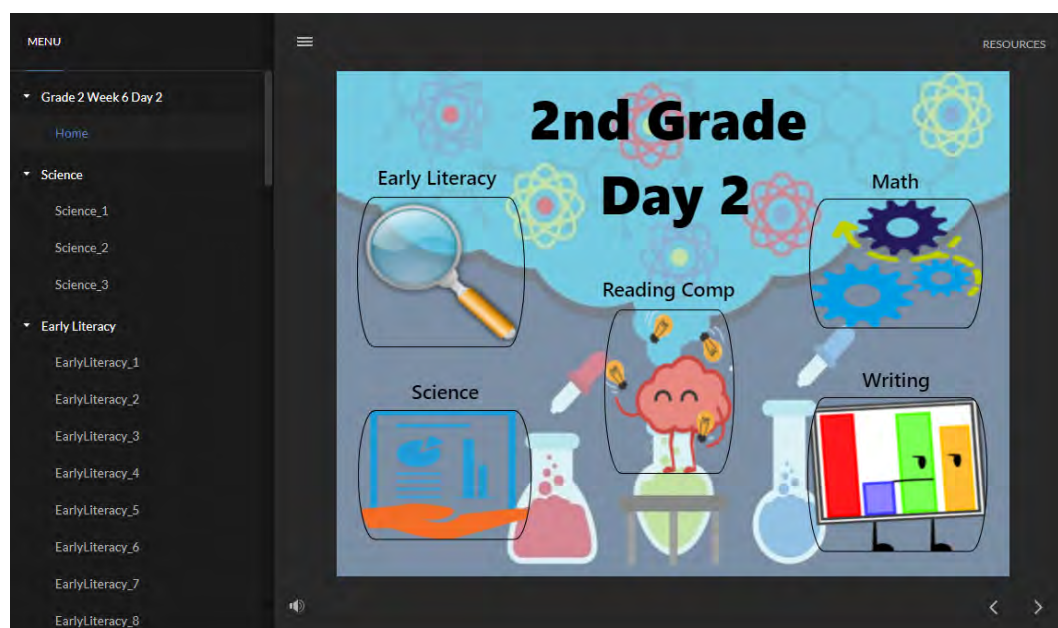 MENU
Grade 2 Week 6 Day 2
Home
Science
Science_1
Science_2
Science_3
Early Literacy
EarlyLiteracy_1
EarlyLiteracy_2
EarlyLiteracy_3
EarlyLiteracy_4
EarlyLiteracy_5
EarlyLiteracy_6
EarlyLiteracy_7
EarlyLiteracy_8
RESOURCES
2nd Grade
Day 2
Early Literacy
Math
Reading Comp
Science
Writing